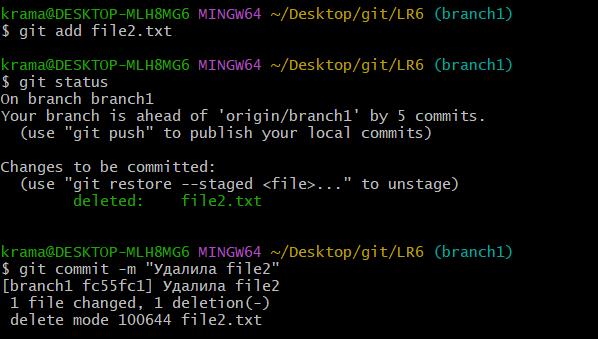 krama@DESKTOP-MLH8MG6 MINGW64 ~/Desktop/git/LR6 (branch1)
$ git add file2.txt
krama@DESKTOP-MLH8MG6 MINGW64 ~/Desktop/git/LR6 (branch1)
$ git status
On branch branch1
Your branch is ahead of 'origin/branch1' by 5 commits.
  (use "git push" to publish your local commits)
Changes to be committed:
  (use "git restore --staged <file>..." to unstage)
        deleted:    file2.txt
krama@DESKTOP-MLH8MG6 MINGW64 ~/Desktop/git/LR6 (branch1)
$ git commit -m "Удалила file2"
[branch1 fc55fc1] Удалила file2
 1 file changed, 1 deletion(-)
 delete mode 100644 file2.txt